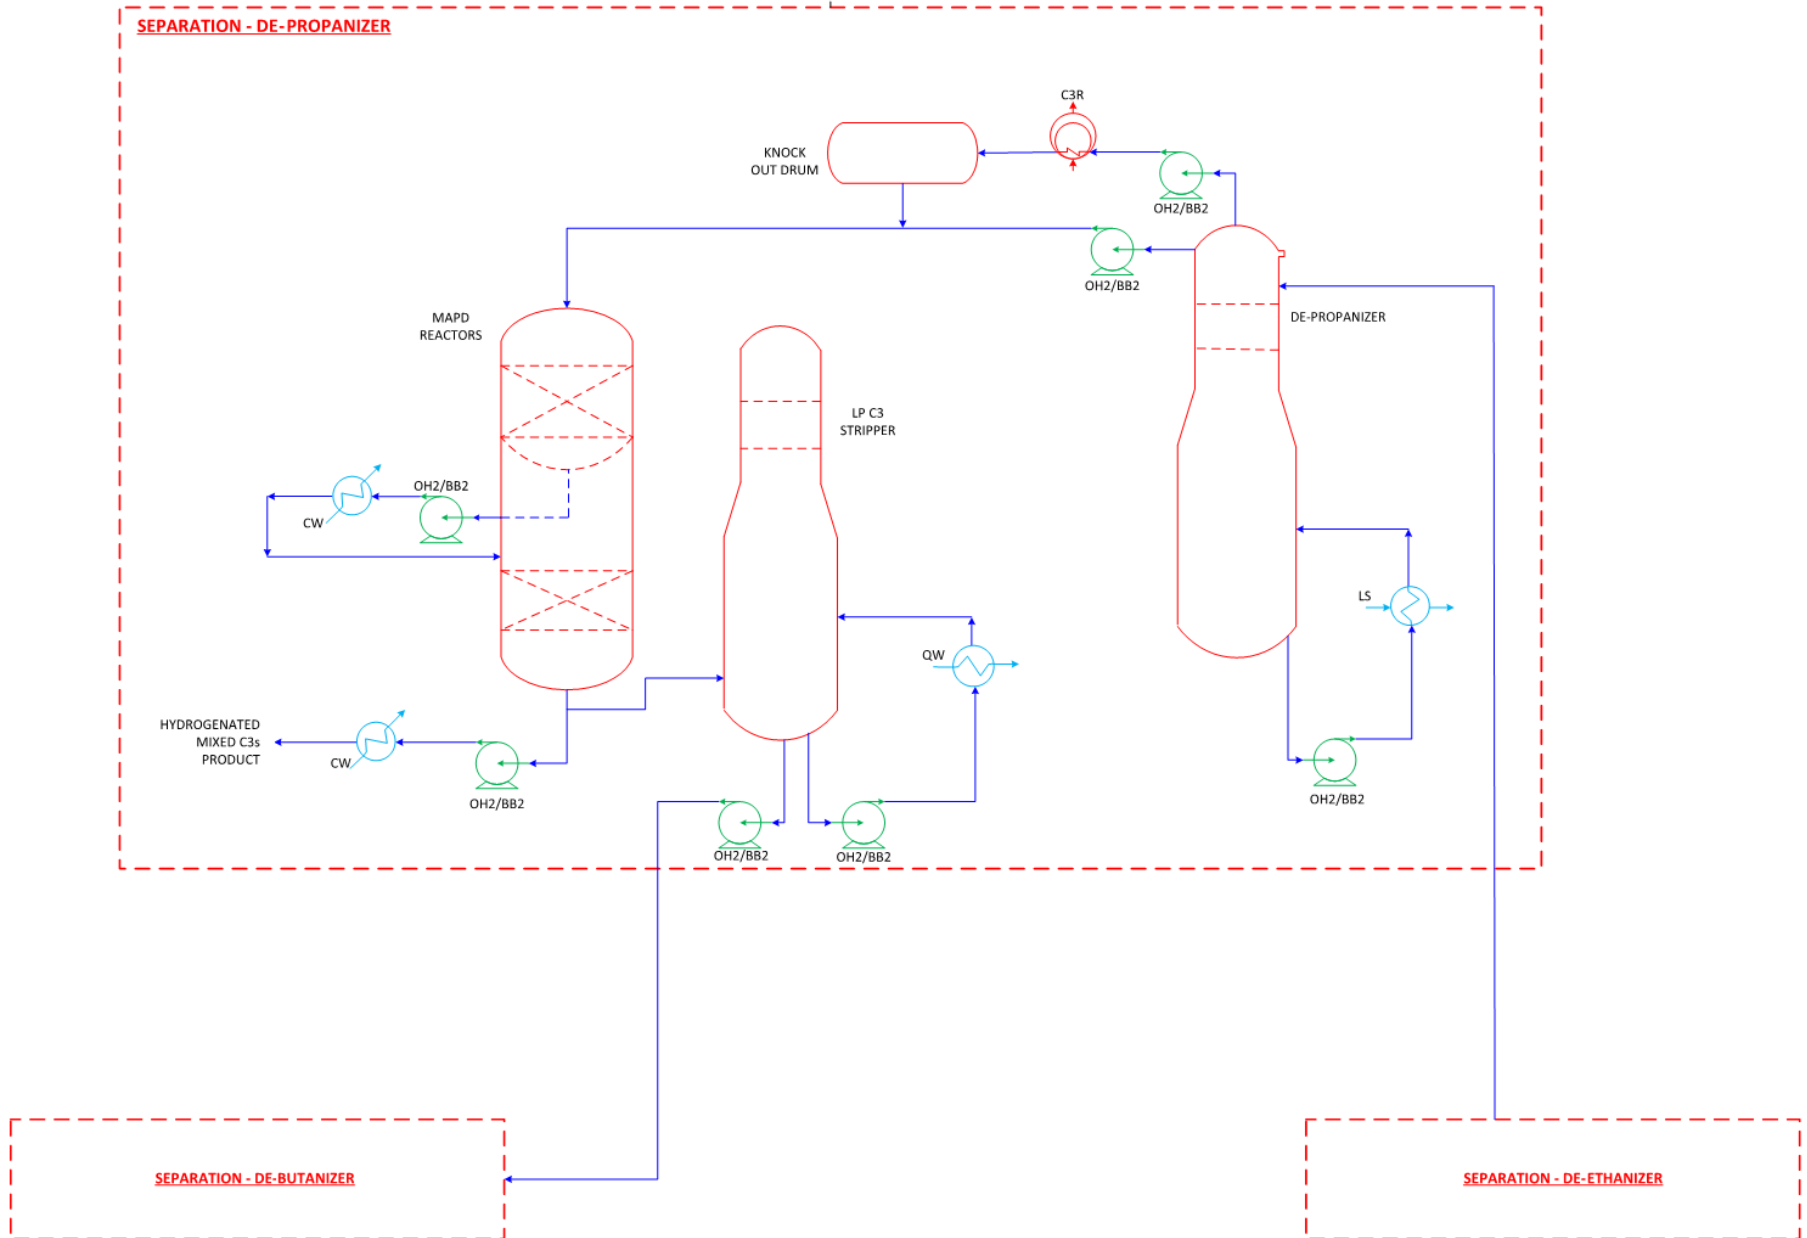 SEPARATION - DE-PROPANIZER
C3R
KNOCK
OUT DRUM
OH2/BB2
OH2/BB2
MAPD
REACTORS
DE-PROPANIZER
LP C3
STRIPPER
OH2/BB2
CW
LS
QW
HYDROGENATED
MIXED C3s
PRODUCT
CW
OH2/BB2
OH2/BB2
OH2/BB2
OH2/BB2
SEPARATION - DE-BUTANIZER
SEPARATION - DE-ETHANIZER